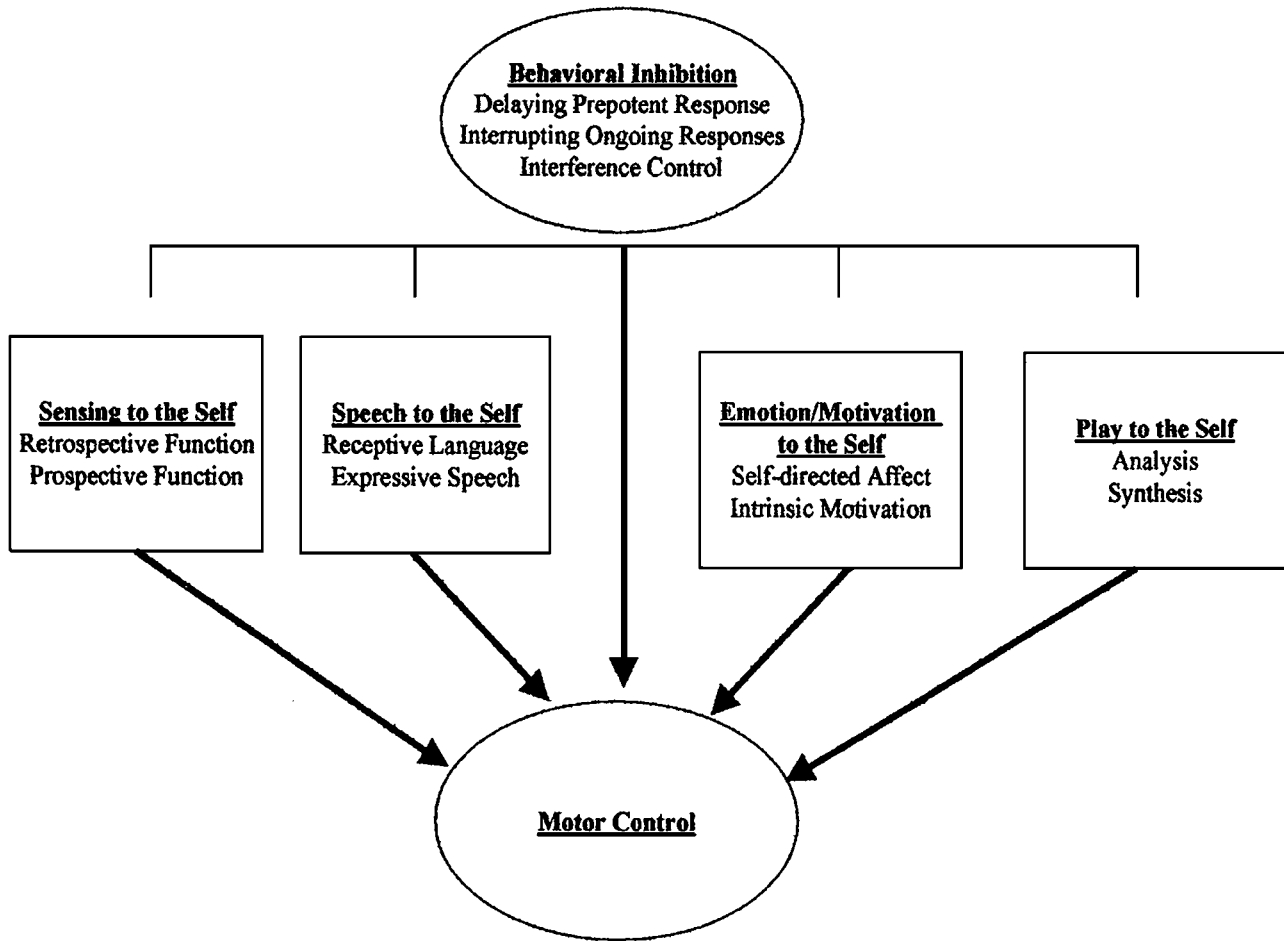 Behavioral Inhibition
Delaying Prepotent Response
Interrupting Ongoing Responses
Interference Control
Sensing to the Self
Retrospective Function
Prospective Function
Speech to the Self
Receptive Language
Expressive Speech
Emotion/Motivation
to the Self
Self-directed Affect
Intrinsic Motivation
Play to the Self
Analysis
Synthesis
Motor Control